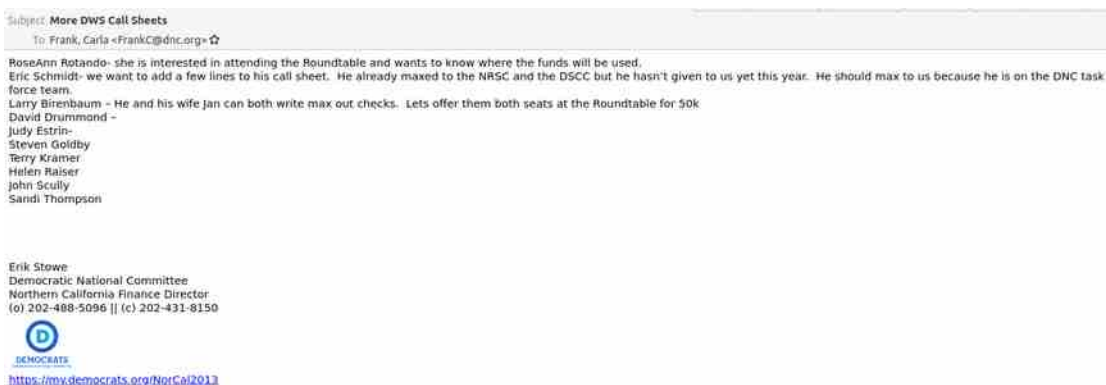 Subject More DWS Call Sheets
To Frank, Carla <FrankC@dnc.org>
RoseAnn Rotando- she is interested in attending the Roundtable and wants to know where the funds will be used.
Eric Schmidt- we want to add a few lines to his call sheet. He already maxed to the NRSC and the DSCC but he hasn't given to us yet this year. He should max to us because he is on the DNC task
force team.
Larry Birenbaum – He and his wife Jan can both write max out checks. Lets offer them both seats at the Roundtable for 50k
David Drummond –
Judy Estrin-
Steven Goldby
Terry Kramer
Helen Raiser
John Scully
Sandi Thompson
Erik Stowe
Democratic National Committee
Northern California Finance Director
(o) 202-488-5096 || (c) 202-431-8150
D
DEMOCRATS
https://my.democrats.org/NorCal2013